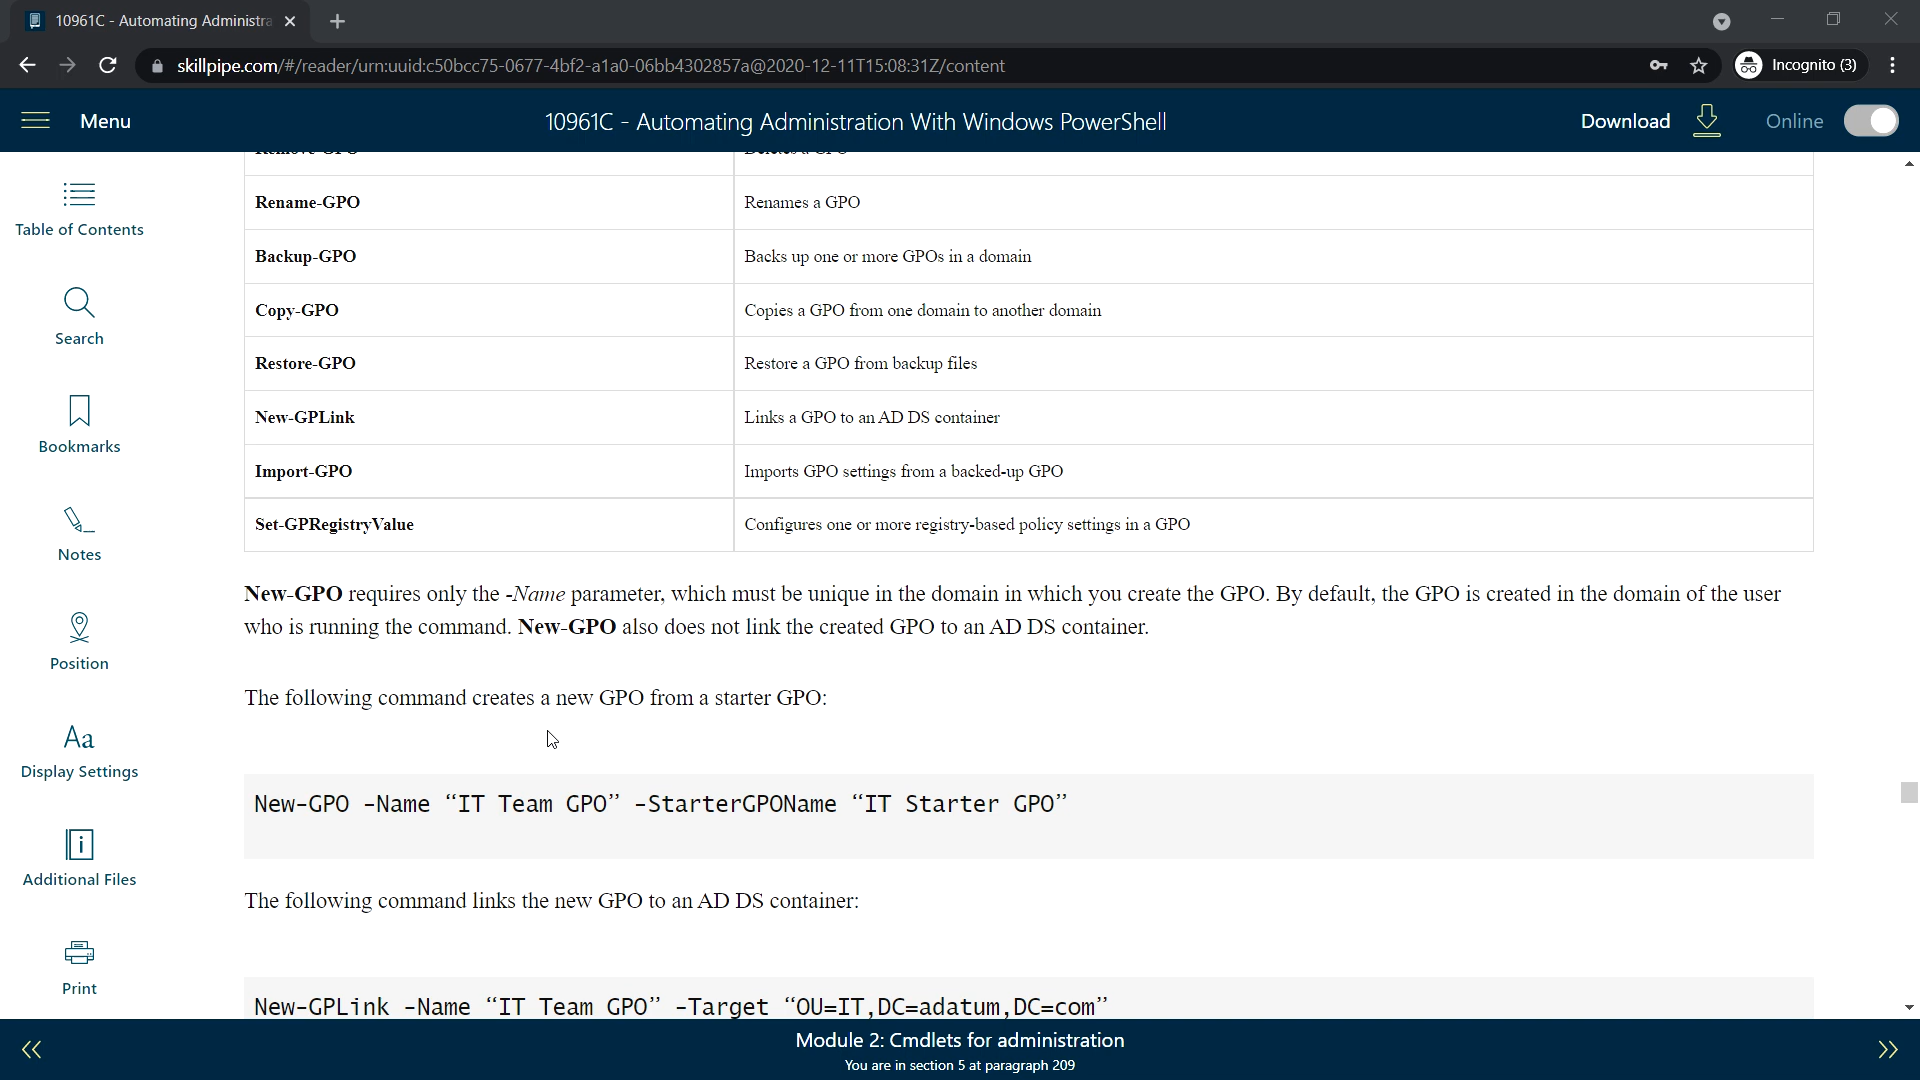 10961C - Automating Administra
skillpipe.com/#/reader/urn:uuid:c50bcc75-0677-4bf2-a1a0-06bb4302857a@2020-12-11T15:08:31Z/content
Incognito (3)
Menu
10961C - Automating Administration With Windows PowerShell
Download
Online
Table of Contents
Search
Bookmarks
Notes
Position
Aa
Display Settings
Additional Files
Print
Rename-GPO Renames a GPO
Backup-GPO Backs up one or more GPOs in a domain
Copy-GPO Copies a GPO from one domain to another domain
Restore-GPO Restore a GPO from backup files
New-GPLink Links a GPO to an AD DS container
Import-GPO Imports GPO settings from a backed-up GPO
Set-GPRegistryValue Configures one or more registry-based policy settings in a GPO
New-GPO requires only the -Name parameter, which must be unique in the domain in which you create the GPO. By default, the GPO is created in the domain of the user
who is running the command. New-GPO also does not link the created GPO to an AD DS container.
The following command creates a new GPO from a starter GPO:
New-GPO -Name “IT Team GPO” -StarterGPOName “IT Starter GPO”
The following command links the new GPO to an AD DS container:
New-GPLink -Name “IT Team GPO” -Target “OU=IT,DC=adatum,DC=com”
Module 2: Cmdlets for administration
You are in section 5 at paragraph 209